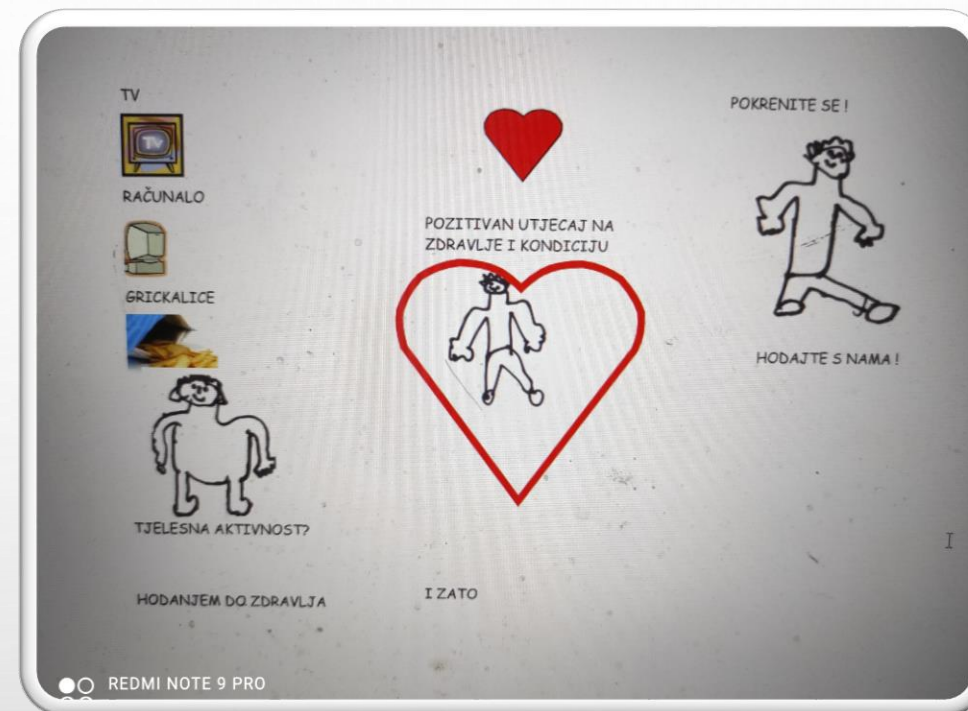 TV
TV
RAČUNALO
GRICKALICE
TJELESNA AKTIVNOST?
HODANJEM DO ZDRAVLJA
POZITIVAN UTJECAJ NA
ZDRAVLJE I KONDICIJU
I ZATO
POKRENITE SE !
HODAJTE S NAMA !
REDMI NOTE 9 PRO